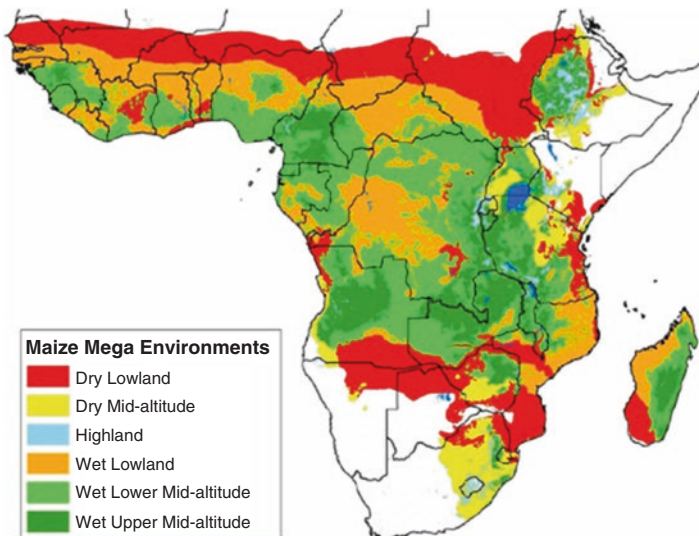 Maize Mega Environments
Dry Lowland
Dry Mid-altitude
Highland
Wet Lowland
Wet Lower Mid-altitude
Wet Upper Mid-altitude